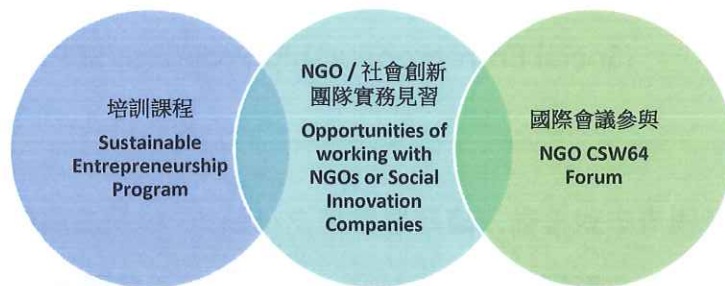 培訓課程
Sustainable
Entrepreneurship
Program
NGO / 社會創新
團隊實務見習
Opportunities of
working with
NGOs or Social
Innovation
Companies
國際會議參與
NGO CSW64
Forum